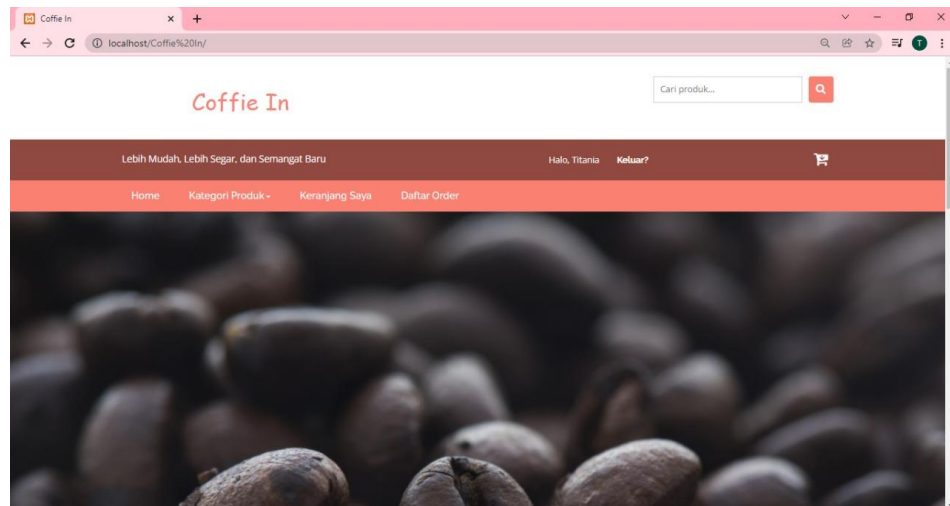 Coffie In
localhost/Coffie%20In/
T
Coffie In
Cari produk...
Lebih Mudah, Lebih Segar, dan Semangat Baru
Halo, Titania Keluar?
Home Kategori Produk Keranjang Saya Daftar Order